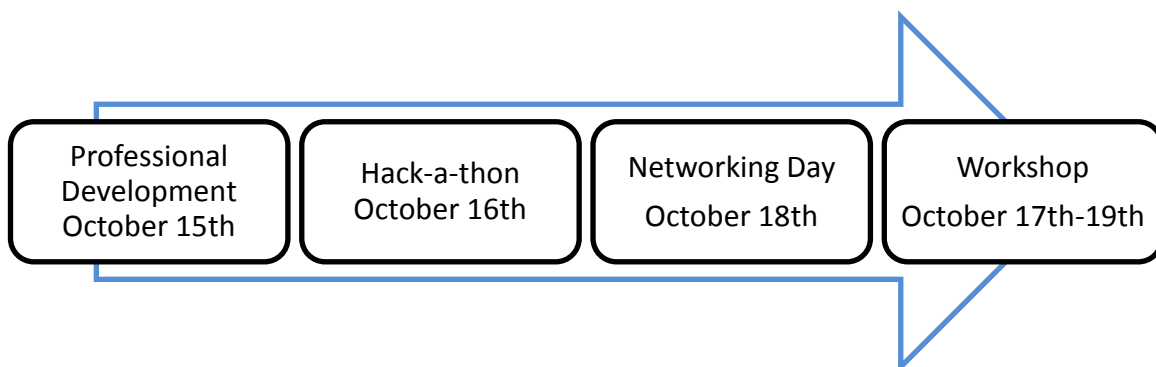 Professional
Development
October 15th
Hack-a-thon
October 16th
Networking Day
October 18th
Workshop
October 17th-19th